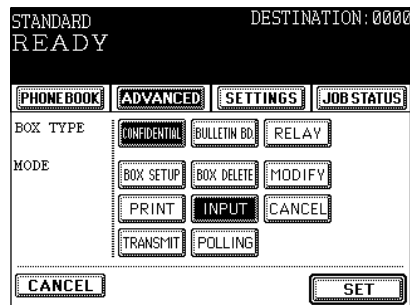 STANDARD DESTINATION:0000
READY
PHONE BOOK ADVANCED SETTINGS JOB STATUS
BOX TYPE CONFIDENTIAL BULLETIN BD. RELAY
MODE BOX SETUP BOX DELETE MODIFY
PRINT INPUT CANCEL
TRANSMIT POLLING
CANCEL SET